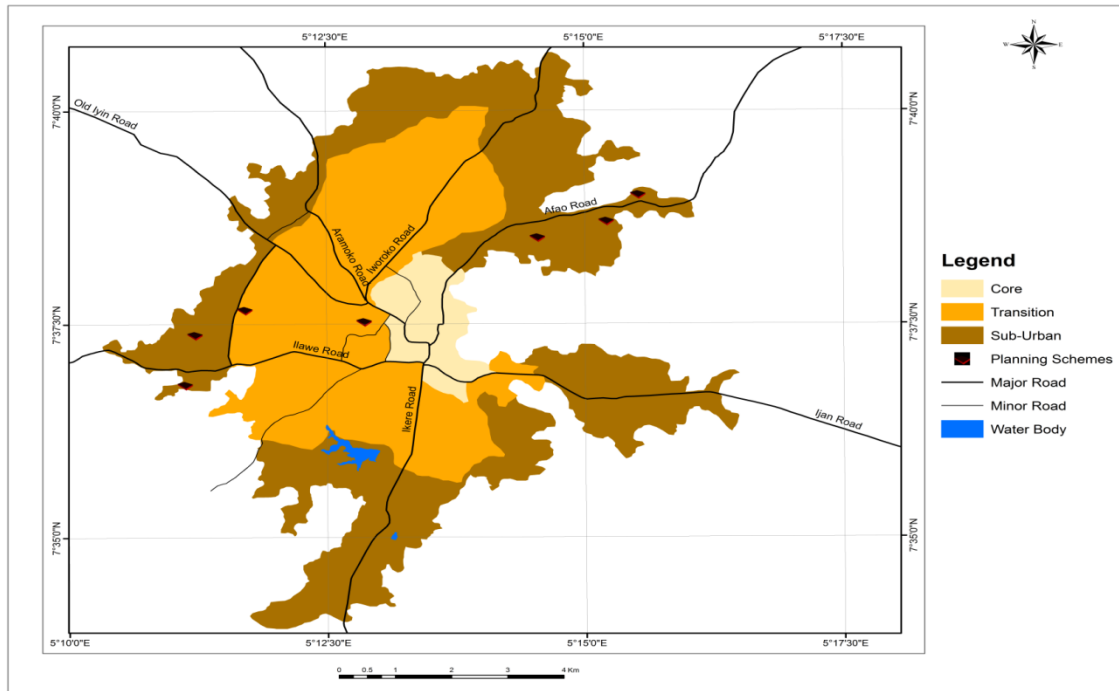 5°12'30"E
5°15'0"E
5°17'30"E
N
W
E
S
7°40'0"N
7°40'0"N
Old Iyin Road
Afao Road
Aramoko Road
Iworoko Road
7°37'30"N
7°37'30"N
Ilawe Road
Ikere Road
Ijan Road
7°35'0"N
7°35'0"N
5°10'0"E
5°12'30"E
5°15'0"E
5°17'30"E
Legend
Core
Transition
Sub-Urban
Planning Schemes
Major Road
Minor Road
Water Body
0 0.5 1 2 3 4 Km